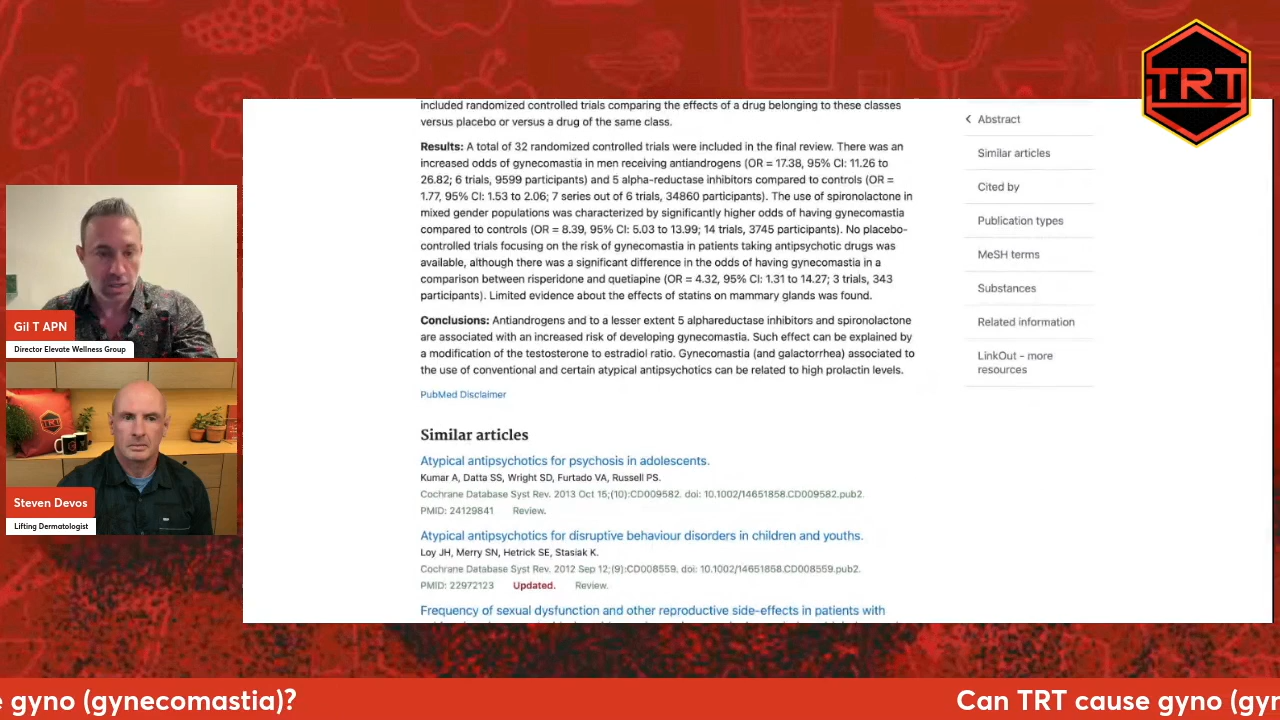 TRT
included randomized controlled trials comparing the effects of a drug belonging to these classes
versus placebo or versus a drug of the same class.
Results: A total of 32 randomized controlled trials were included in the final review. There was an
increased odds of gynecomastia in men receiving antiandrogens (OR = 17.38, 95% CI: 11.26 to
26.82; 6 trials, 9599 participants) and 5 alpha-reductase inhibitors compared to controls (OR =
1.77, 95% CI: 1.53 to 2.06; 7 series out of 6 trials, 34860 participants). The use of spironolactone in
mixed gender populations was characterized by significantly higher odds of having gynecomastia
compared to controls (OR = 8.39, 95% CI: 5.03 to 13.99; 14 trials, 3745 participants). No placebo-
controlled trials focusing on the risk of gynecomastia in patients taking antipsychotic drugs was
available, although there was a significant difference in the odds of having gynecomastia in a
comparison between risperidone and quetiapine (OR = 4.32, 95% CI: 1.31 to 14.27; 3 trials, 343
participants). Limited evidence about the effects of statins on mammary glands was found.
Conclusions: Antiandrogens and to a lesser extent 5 alphareductase inhibitors and spironolactone
are associated with an increased risk of developing gynecomastia. Such effect can be explained by
a modification of the testosterone to estradiol ratio. Gynecomastia (and galactorrhea) associated to
the use of conventional and certain atypical antipsychotics can be related to high prolactin levels.
PubMed Disclaimer
Similar articles
Atypical antipsychotics for psychosis in adolescents.
Kumar A, Datta SS, Wright SD, Furtado VA, Russell PS.
Cochrane Database Syst Rev. 2013 Oct 15;(10):CD009582. doi: 10.1002/14651858.CD009582.pub2.
PMID: 24129841 Review.
Atypical antipsychotics for disruptive behaviour disorders in children and youths.
Loy JH, Merry SN, Hetrick SE, Stasiak K.
Cochrane Database Syst Rev. 2012 Sep 12;(9):CD008559. doi: 10.1002/14651858.CD008559.pub2.
PMID: 22972123 Updated. Review.
Frequency of sexual dysfunction and other reproductive side-effects in patients with
Abstract
Similar articles
Cited by
Publication types
MeSH terms
Substances
Related information
LinkOut - more
resources
Gil T APN
Director Elevate Wellness Group
TRT
Steven Devos
Lifting Dermatologist
e gyno (gynecomastia)?
Can TRT cause gyno (gyn